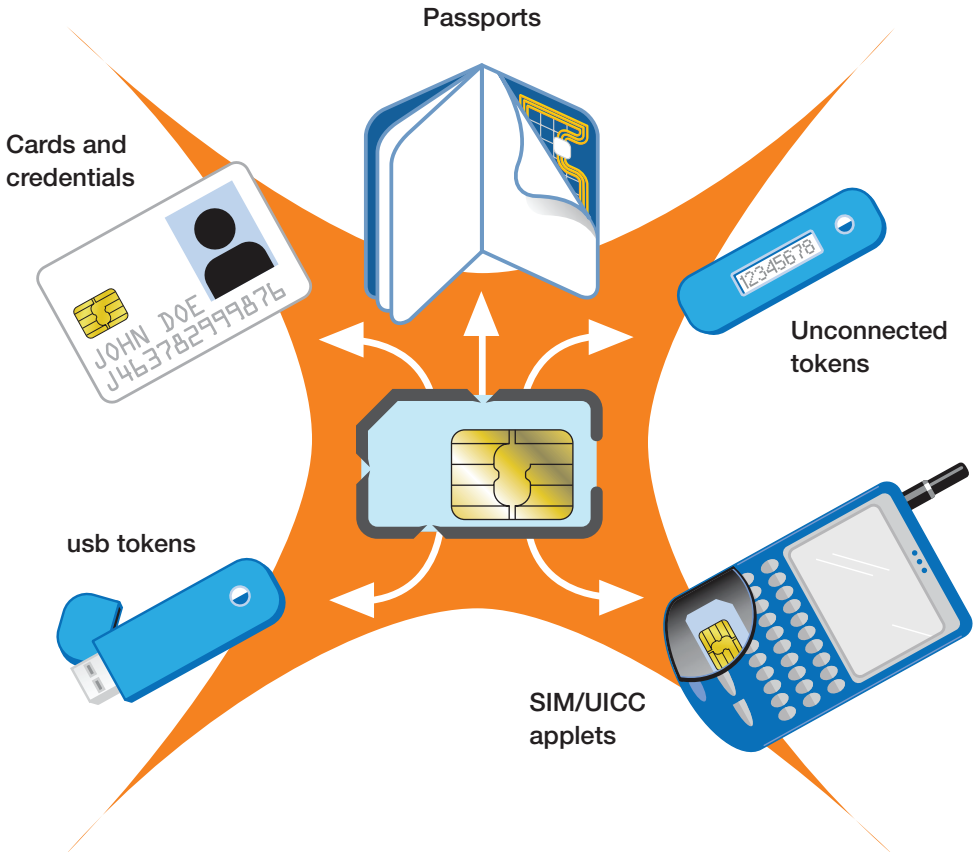 Passports
Cards and
credentials
JOHN DOE
J463782999876
12345678
Unconnected
tokens
usb tokens
SIM/UICC
applets